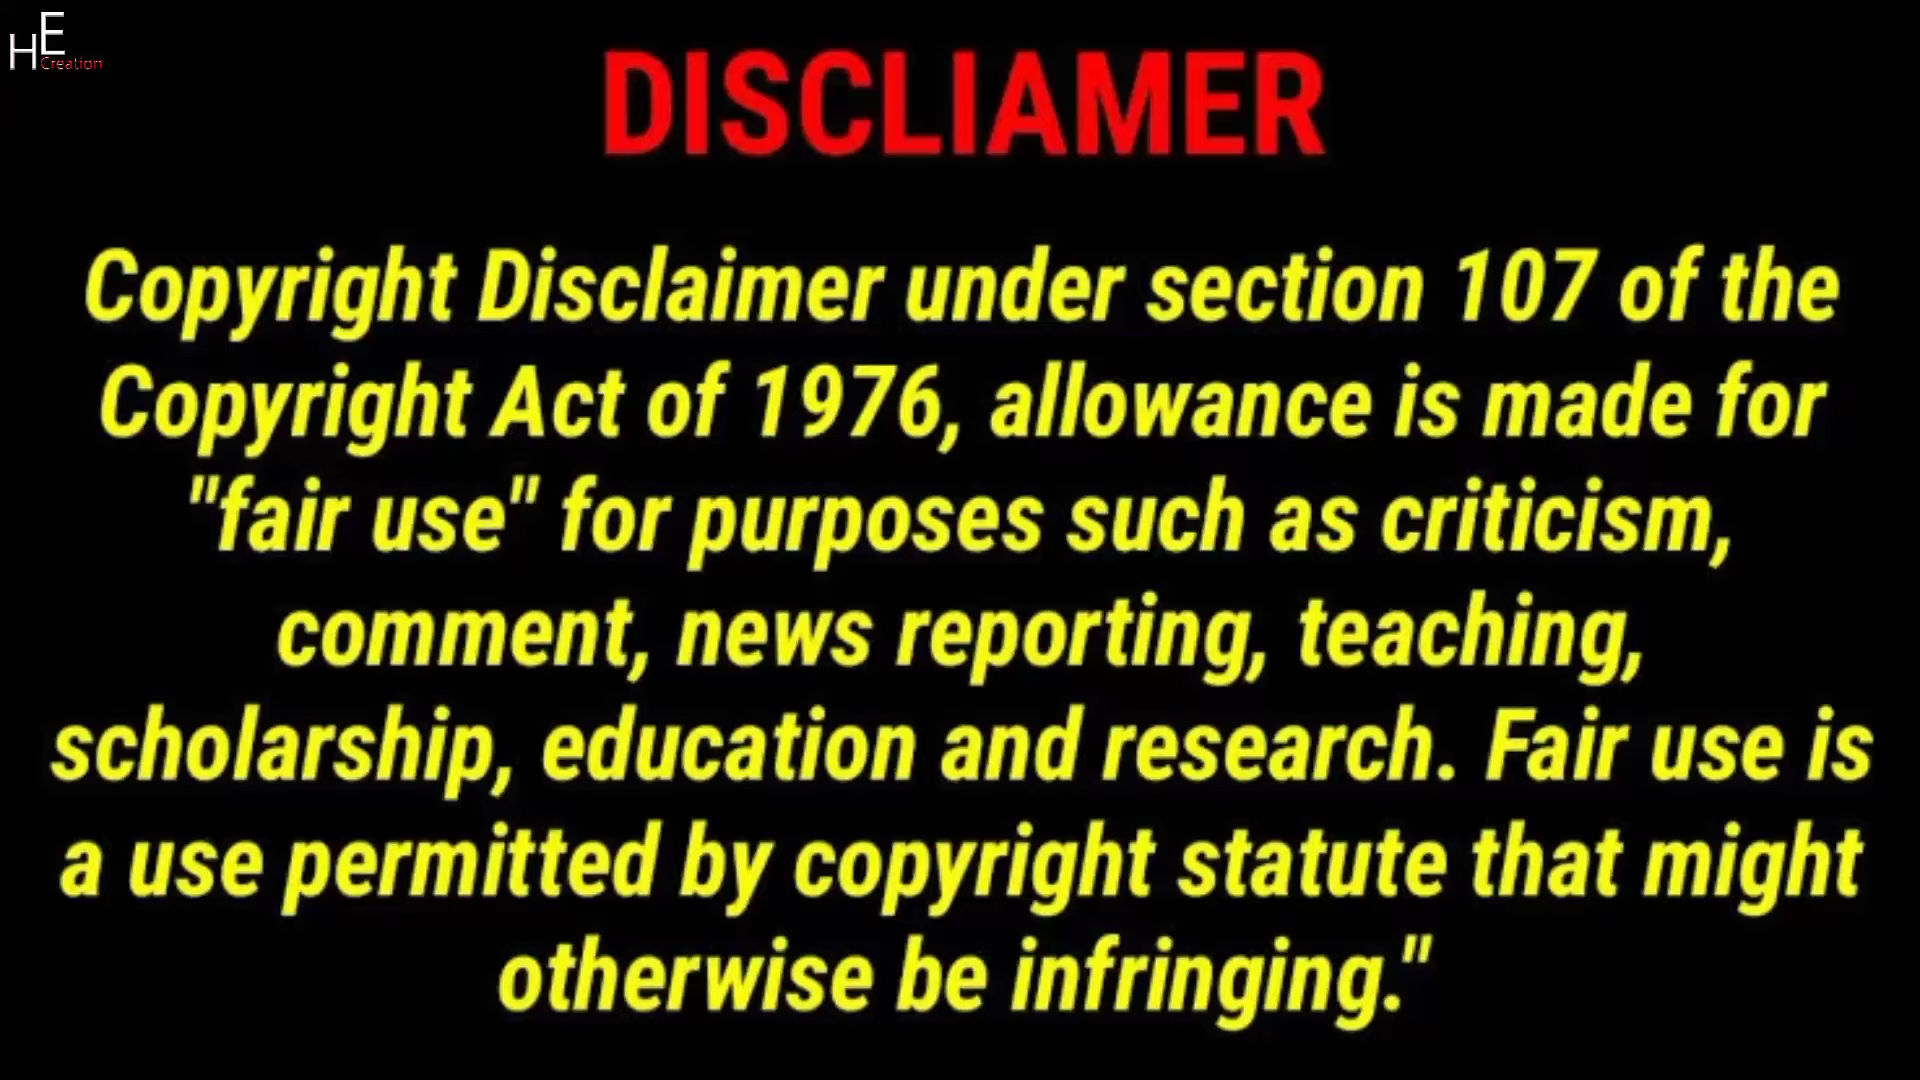 HE
Creation
DISCLIAMER
Copyright Disclaimer under section 107 of the
Copyright Act of 1976, allowance is made for
"fair use" for purposes such as criticism,
comment, news reporting, teaching,
scholarship, education and research. Fair use is
a use permitted by copyright statute that might
otherwise be infringing."